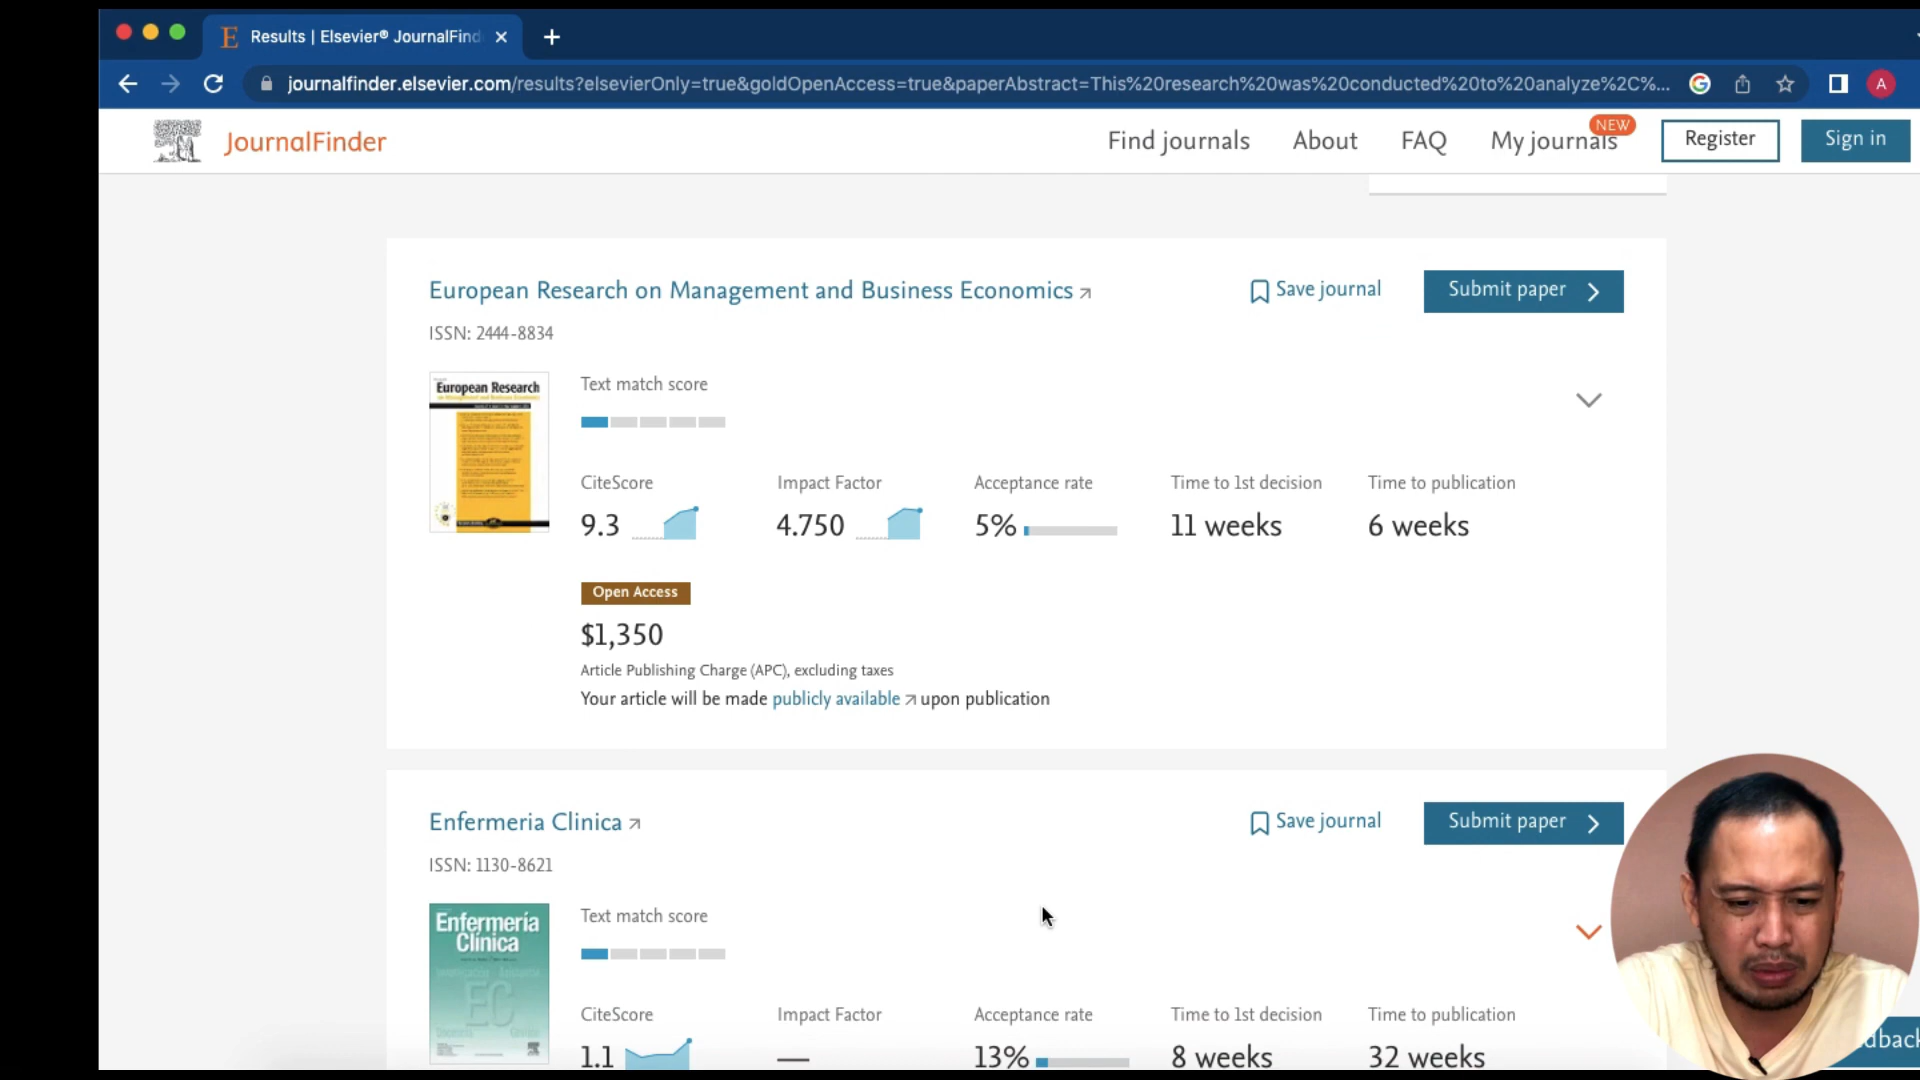 Results | Elsevier® JournalFind
journalfinder.elsevier.com/results?elsevierOnly=true&goldOpenAccess=true&paperAbstract=This%20research%20was%20conducted%20to%20analyze%2C%...
A
JournalFinder
Find journals
About
FAQ
My journals
NEW
Register
Sign in
European Research on Management and Business Economics
Save journal
Submit paper
ISSN: 2444-8834
European Research
Text match score
CiteScore
Impact Factor
Acceptance rate
Time to 1st decision
Time to publication
9.3
4.750
5%
11 weeks
6 weeks
Open Access
$1,350
Article Publishing Charge (APC), excluding taxes
Your article will be made publicly available upon publication
Enfermeria Clinica
Save journal
Submit paper
ISSN: 1130-8621
Enfermería
Clínica
EC
Text match score
CiteScore
Impact Factor
Acceptance rate
Time to 1st decision
Time to publication
1.1
—
13%
8 weeks
32 weeks
dback